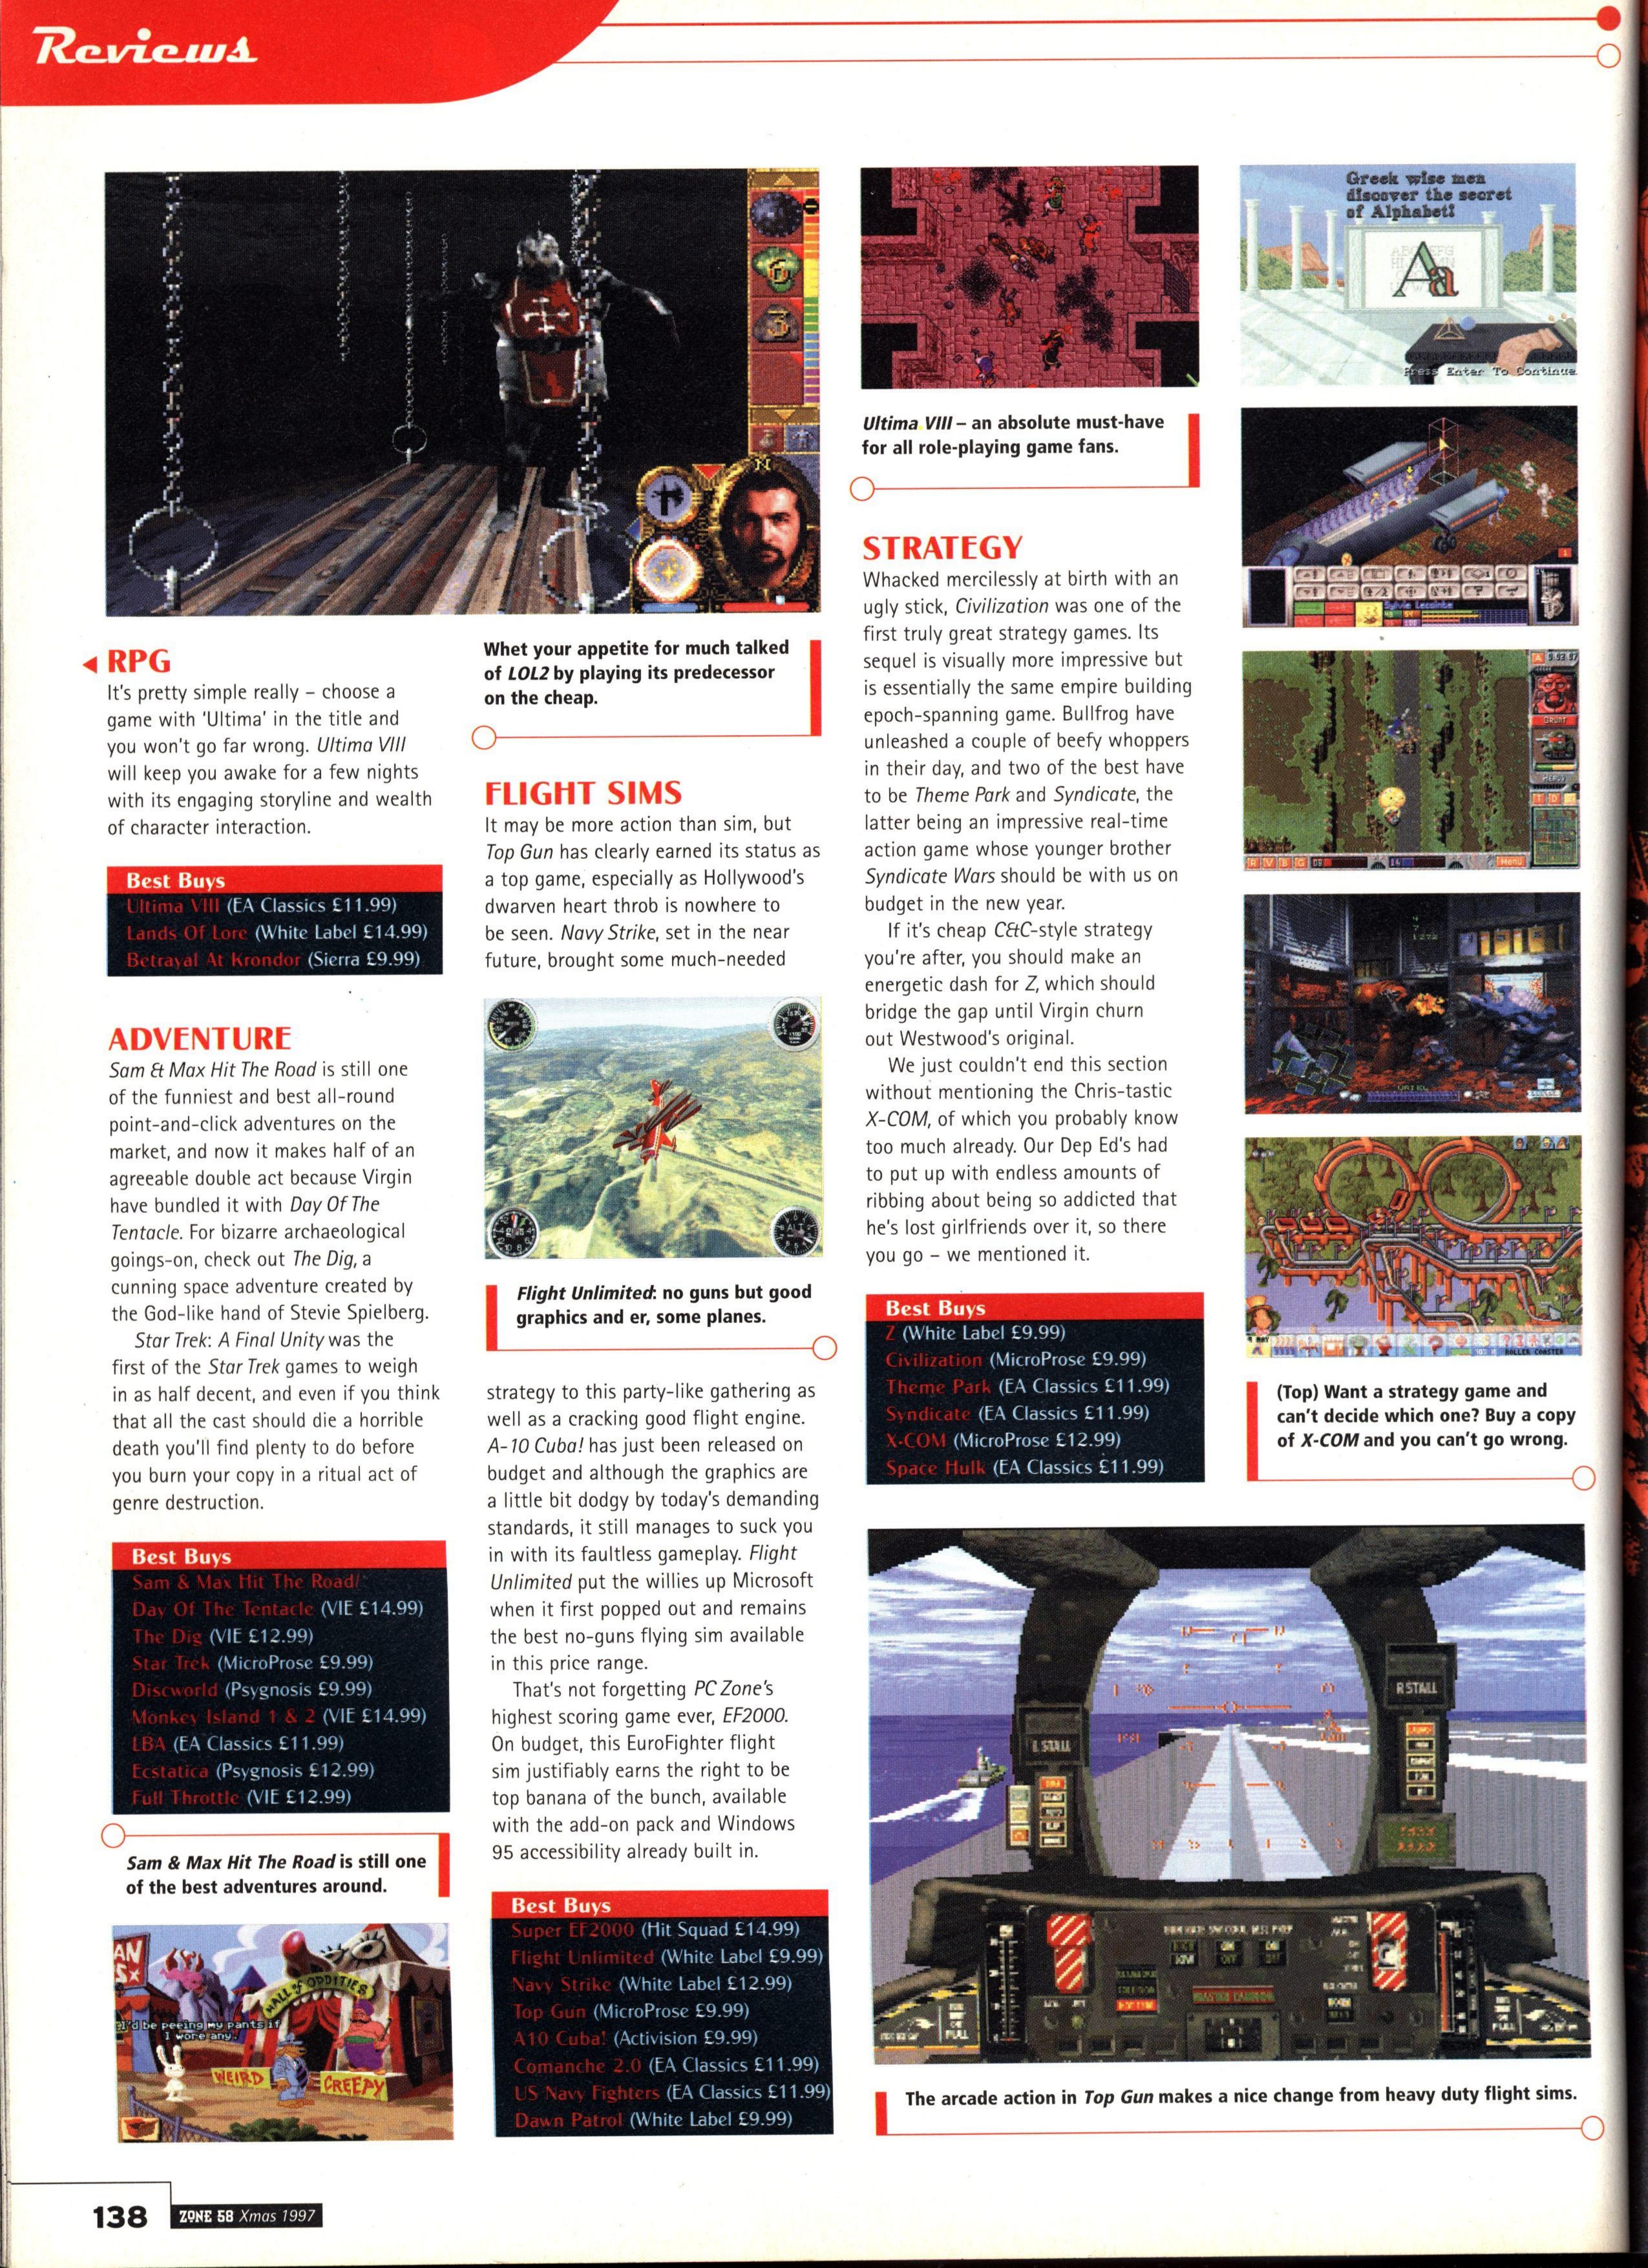 Reviews
RPG
It's pretty simple really – choose a
game with 'Ultima' in the title and
you won't go far wrong. Ultima VIII
will keep you awake for a few nights
with its engaging storyline and wealth
of character interaction.
Best Buys
Ultima VIII (EA Classics £11.99)
Lands Of Lore (White Label £14.99)
Betrayal At Krondor (Sierra £9.99)
ADVENTURE
Sam & Max Hit The Road is still one
of the funniest and best all-round
point-and-click adventures on the
market, and now it makes half of an
agreeable double act because Virgin
have bundled it with Day Of The
Tentacle. For bizarre archaeological
goings-on, check out The Dig, a
cunning space adventure created by
the God-like hand of Stevie Spielberg.
Star Trek: A Final Unity was the
first of the Star Trek games to weigh
in as half decent, and even if you think
that all the cast should die a horrible
death you'll find plenty to do before
you burn your copy in a ritual act of
genre destruction.
Best Buys
Sam & Max Hit The Road/
Day Of The Tentacle (VIE £14.99)
The Dig (VIE £12.99)
Star Trek (MicroProse £9.99)
Discworld (Psygnosis £9.99)
Monkey Island 1 & 2 (VIE £14.99)
LBA (EA Classics £11.99)
Ecstatica (Psygnosis £12.99)
Full Throttle (VIE £12.99)
Sam & Max Hit The Road is still one
of the best adventures around.
HALL of ODDITIES
I'd be peeing my pants if
I wore any.
WEIRD
CREEPY
Whet your appetite for much talked
of LOL2 by playing its predecessor
on the cheap.
FLIGHT SIMS
It may be more action than sim, but
Top Gun has clearly earned its status as
a top game, especially as Hollywood's
dwarven heart throb is nowhere to
be seen. Navy Strike, set in the near
future, brought some much-needed
Flight Unlimited: no guns but good
graphics and er, some planes.
strategy to this party-like gathering as
well as a cracking good flight engine.
A-10 Cuba! has just been released on
budget and although the graphics are
a little bit dodgy by today's demanding
standards, it still manages to suck you
in with its faultless gameplay. Flight
Unlimited put the willies up Microsoft
when it first popped out and remains
the best no-guns flying sim available
in this price range.
That's not forgetting PC Zone's
highest scoring game ever, EF2000.
On budget, this EuroFighter flight
sim justifiably earns the right to be
top banana of the bunch, available
with the add-on pack and Windows
95 accessibility already built in.
Best Buys
Super EF2000 (Hit Squad £14.99)
Flight Unlimited (White Label £9.99)
Navy Strike (White Label £12.99)
Top Gun (MicroProse £9.99)
A10 Cuba! (Activision £9.99)
Comanche 2.0 (EA Classics £11.99)
US Navy Fighters (EA Classics £11.99)
Dawn Patrol (White Label £9.99)
Ultima VIII – an absolute must-have
for all role-playing game fans.
STRATEGY
Whacked mercilessly at birth with an
ugly stick, Civilization was one of the
first truly great strategy games. Its
sequel is visually more impressive but
is essentially the same empire building
epoch-spanning game. Bullfrog have
unleashed a couple of beefy whoppers
in their day, and two of the best have
to be Theme Park and Syndicate, the
latter being an impressive real-time
action game whose younger brother
Syndicate Wars should be with us on
budget in the new year.
If it's cheap C&C-style strategy
you're after, you should make an
energetic dash for Z, which should
bridge the gap until Virgin churn
out Westwood's original.
We just couldn't end this section
without mentioning the Chris-tastic
X-COM, of which you probably know
too much already. Our Dep Ed's had
to put up with endless amounts of
ribbing about being so addicted that
he's lost girlfriends over it, so there
you go – we mentioned it.
Best Buys
Z (White Label £9.99)
Civilization (MicroProse £9.99)
Theme Park (EA Classics £11.99)
Syndicate (EA Classics £11.99)
X-COM (MicroProse £12.99)
Space Hulk (EA Classics £11.99)
Greek wise men
discover the secret
of Alphabet!
Aa
Press Enter To Continue
Sylvie Lecointe
GRUNT
Menu
ROLLER COASTER
(Top) Want a strategy game and
can't decide which one? Buy a copy
of X-COM and you can't go wrong.
L STALL
R STALL
The arcade action in Top Gun makes a nice change from heavy duty flight sims.
138
ZONE 58 Xmas 1997